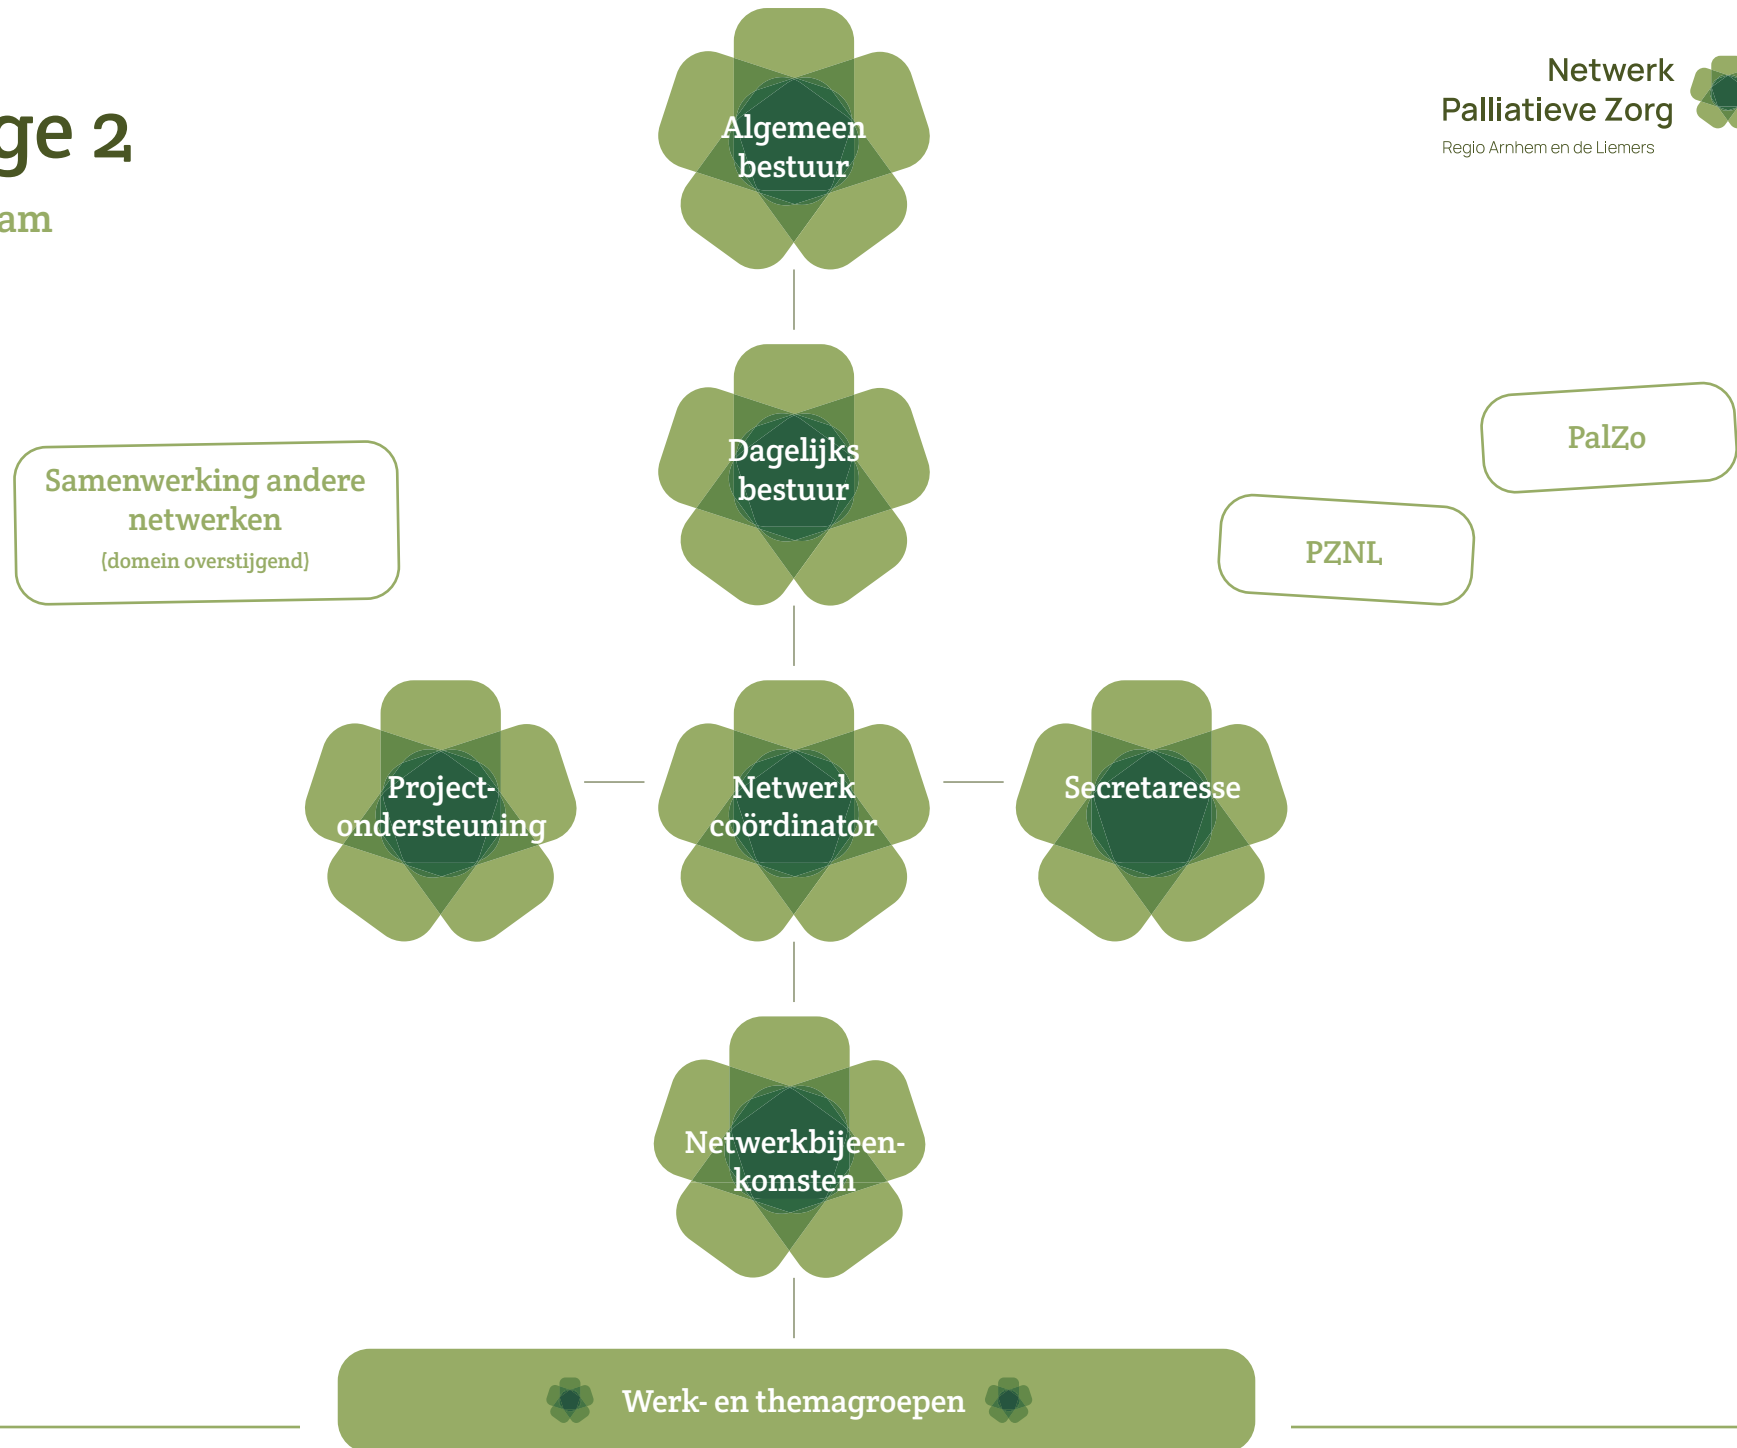 ge 2
am
Netwerk
Palliatieve Zorg
Regio Arnhem en de Liemers
Algemeen
bestuur
Dagelijks
bestuur
Samenwerking andere
netwerken
(domein overstijgend)
PalZo
PZNL
Project-
ondersteuning
Netwerk
coördinator
Secretaresse
Netwerkbijeen-
komsten
Werk- en themagroepen